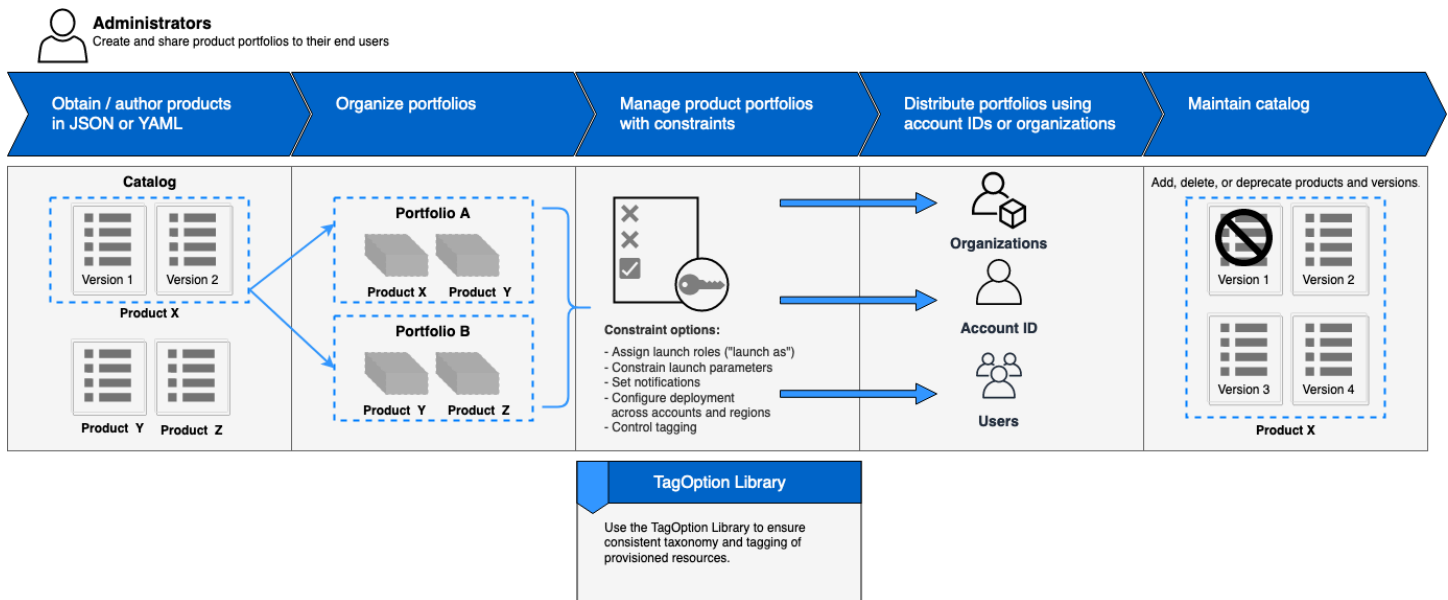 Administrators
Create and share product portfolios to their end users
Obtain / author products
in JSON or YAML
Organize portfolios
Manage product portfolios
with constraints
Distribute portfolios using
account IDs or organizations
Maintain catalog
Catalog
Version 1
Version 2
Product X
Product Y
Product Z
Portfolio A
Product X
Product Y
Portfolio B
Product Y
Product Z
Constraint options:
- Assign launch roles ("launch as")
- Constrain launch parameters
- Set notifications
- Configure deployment
across accounts and regions
- Control tagging
Organizations
Account ID
Users
Add, delete, or deprecate products and versions.
Version 1
Version 2
Version 3
Version 4
Product X
TagOption Library
Use the TagOption Library to ensure
consistent taxonomy and tagging of
provisioned resources.